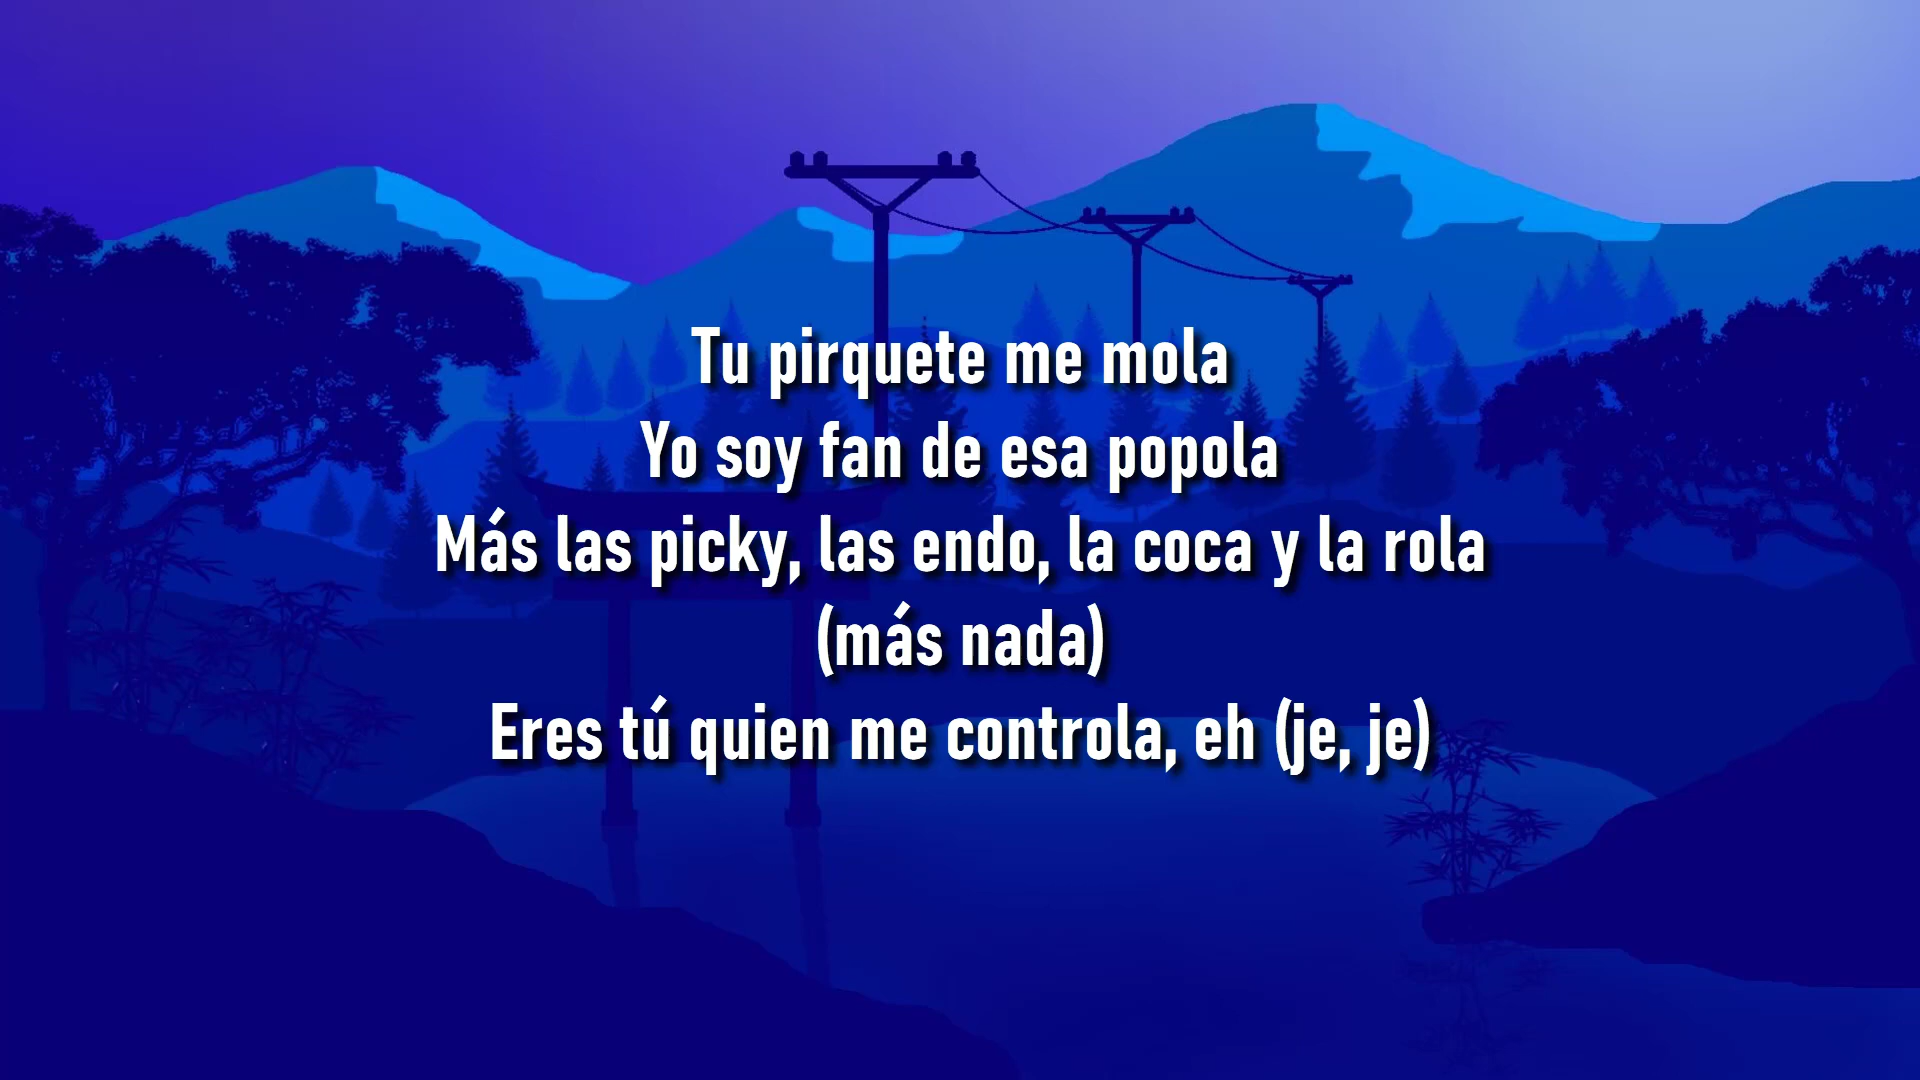 Tu pirquete me mola
Yo soy fan de esa popola
Más las picky, las endo, la coca y la rola
(más nada)
Eres tú quien me controla, eh (je, je)